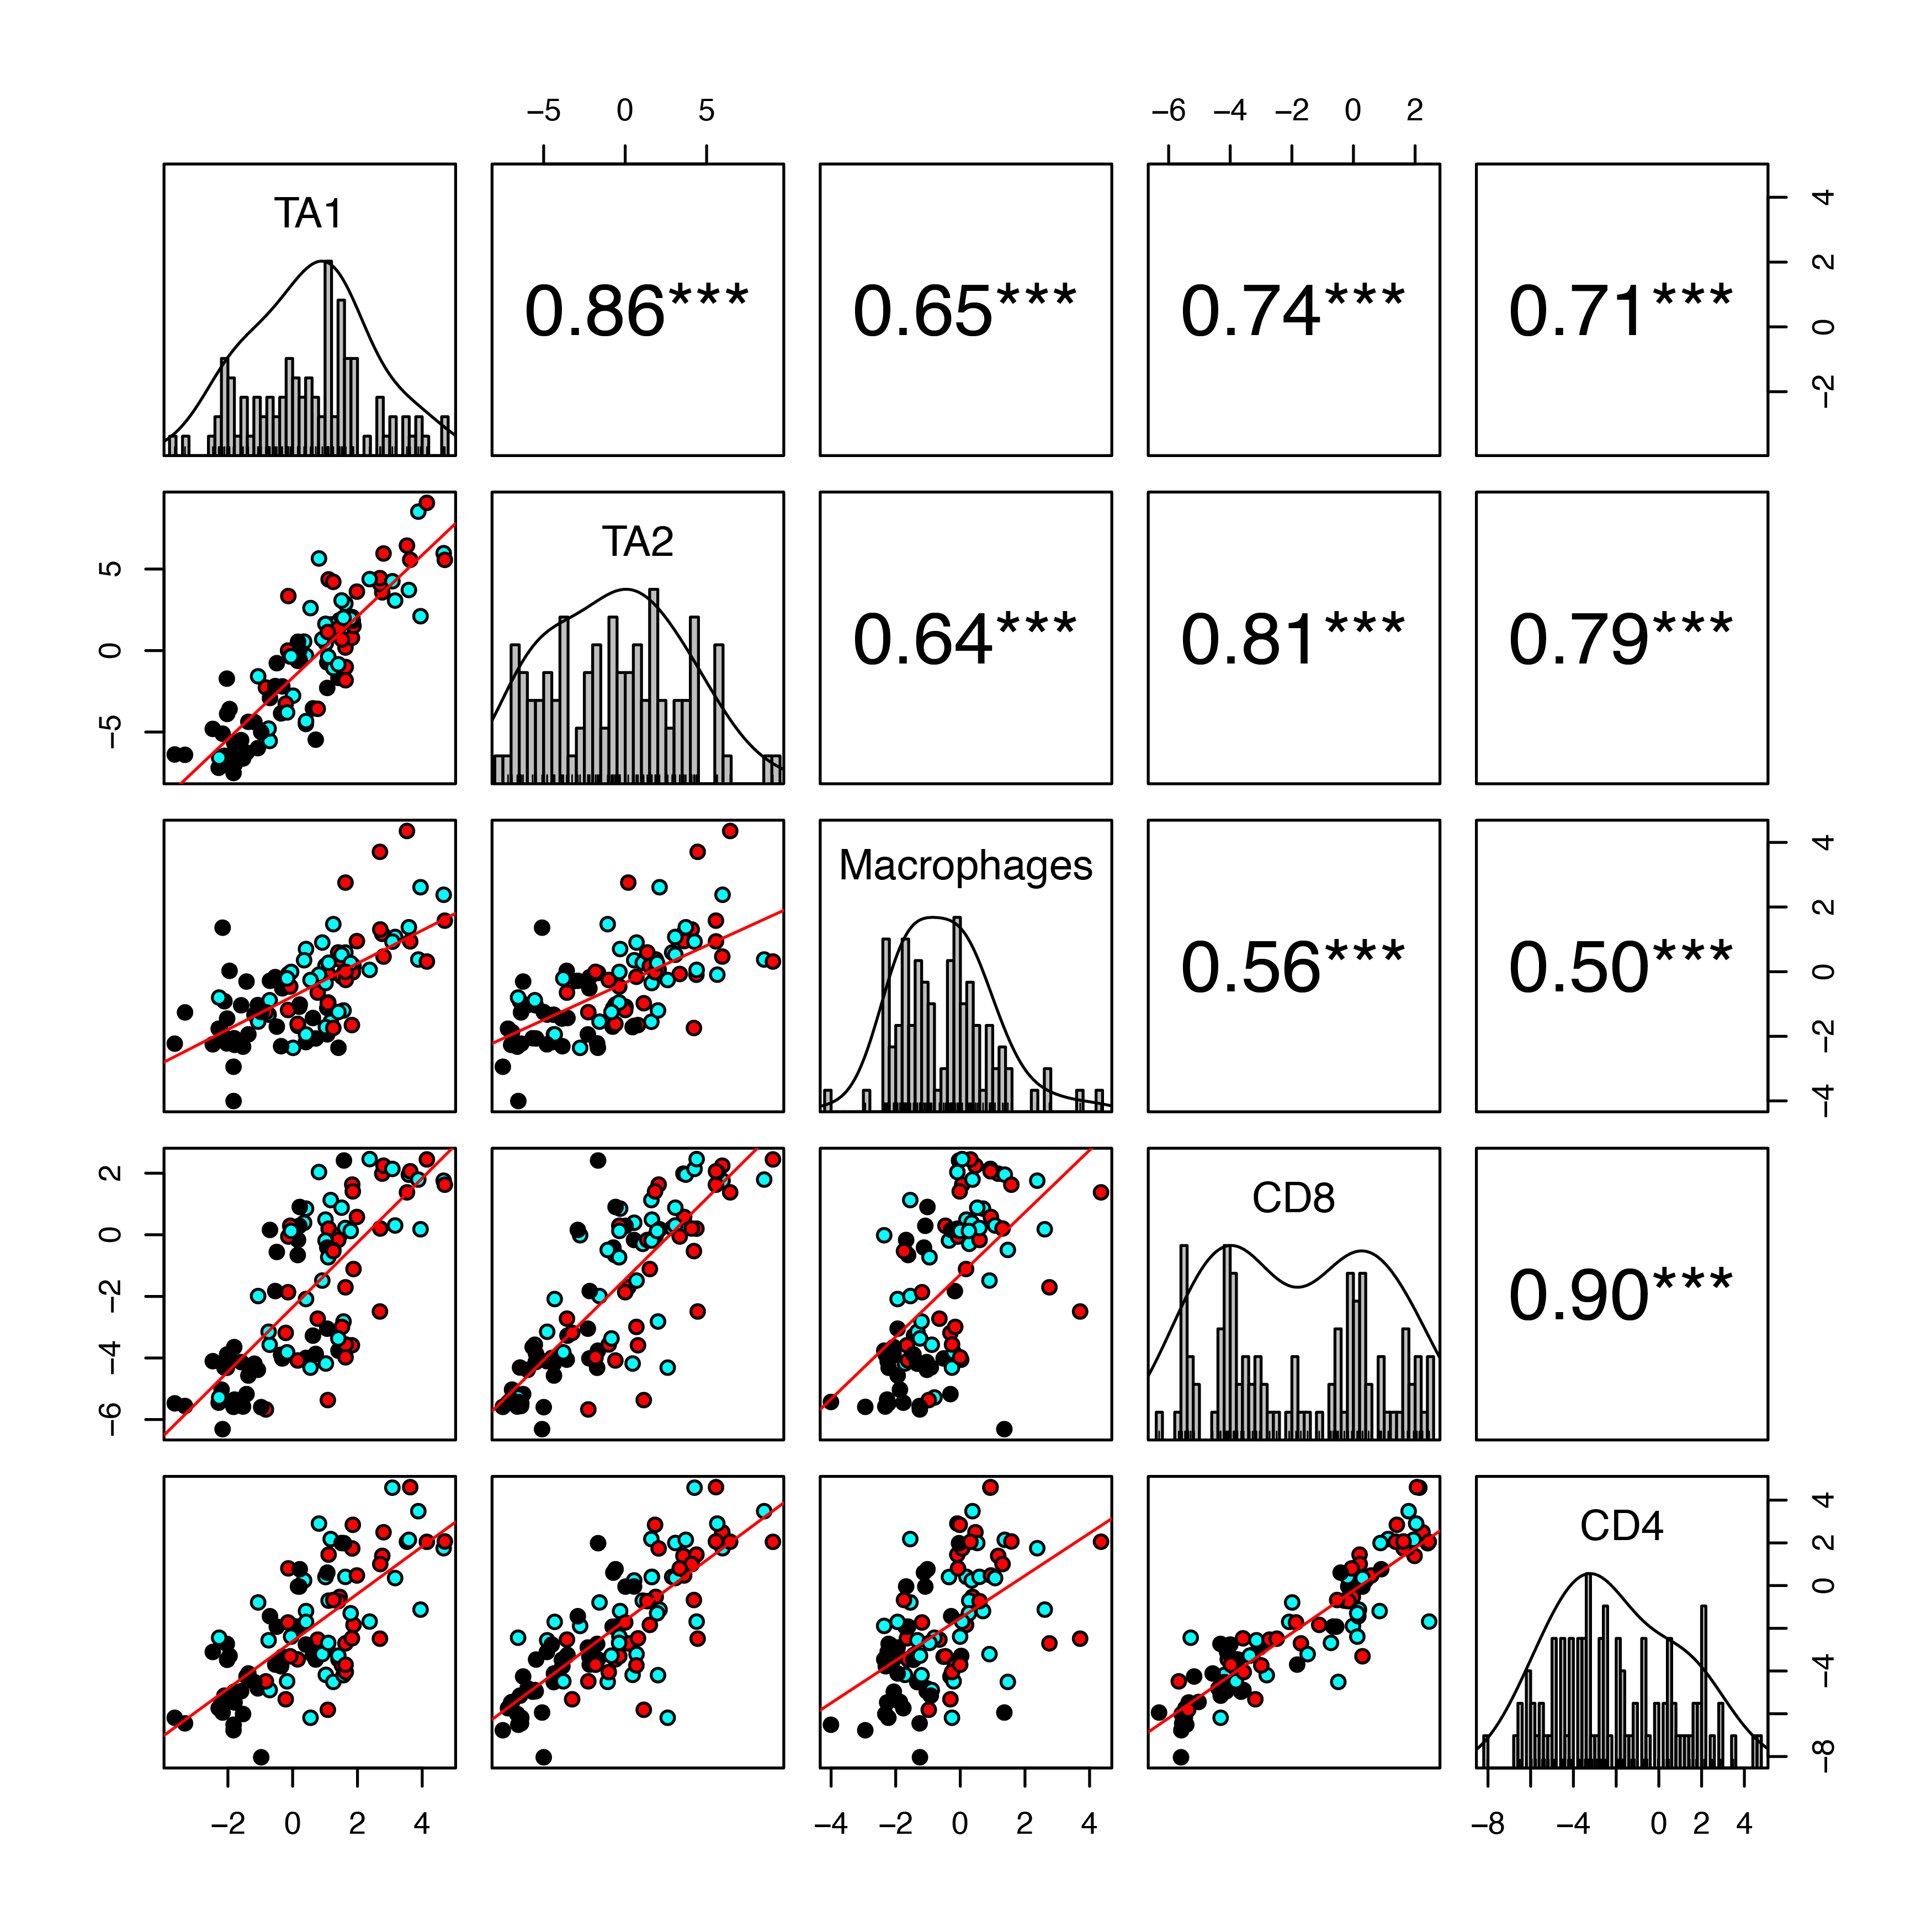 −5 0 5 −6 −4 −2 0 2
TA1 0.86*** 0.65*** 0.74*** 0.71*** −2 0 2 4
−5 0 5 TA2 0.64*** 0.81*** 0.79***
Macrophages 0.56*** 0.50*** −4 −2 0 2 4
−6 −4 −2 0 2 CD8 0.90***
CD4 −8 −4 0 2 4
−2 0 2 4 −4 −2 0 2 4 −8 −4 0 2 4